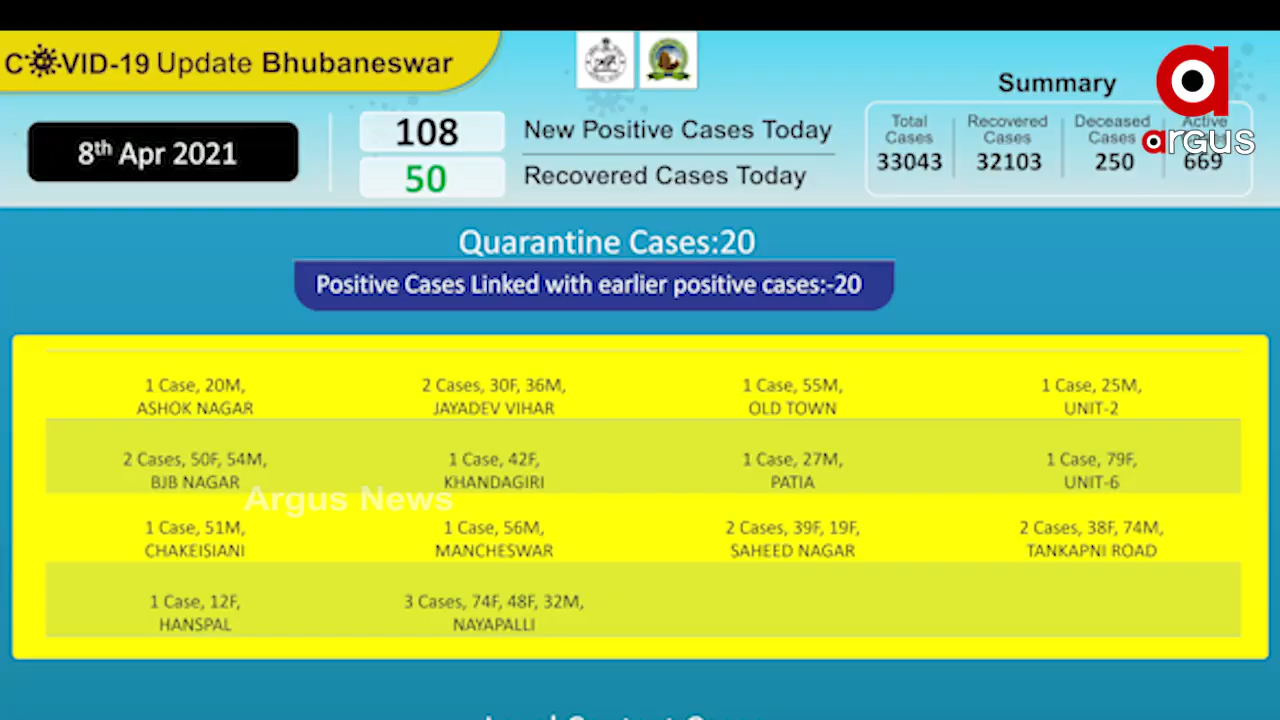 COVID-19 Update Bhubaneswar
8th Apr 2021
108 New Positive Cases Today
50 Recovered Cases Today
Summary
Total Cases 33043
Recovered Cases 32103
Deceased Cases 250
Active 669
argus
Quarantine Cases:20
Positive Cases Linked with earlier positive cases:-20
1 Case, 20M,
ASHOK NAGAR
2 Cases, 30F, 36M,
JAYADEV VIHAR
1 Case, 55M,
OLD TOWN
1 Case, 25M,
UNIT-2
2 Cases, 50F, 54M,
BJB NAGAR
1 Case, 42F,
KHANDAGIRI
1 Case, 27M,
PATIA
1 Case, 79F,
UNIT-6
Argus News
1 Case, 51M,
CHAKEISIANI
1 Case, 56M,
MANCHESWAR
2 Cases, 39F, 19F,
SAHEED NAGAR
2 Cases, 38F, 74M,
TANKAPNI ROAD
1 Case, 12F,
HANSPAL
3 Cases, 74F, 48F, 32M,
NAYAPALLI